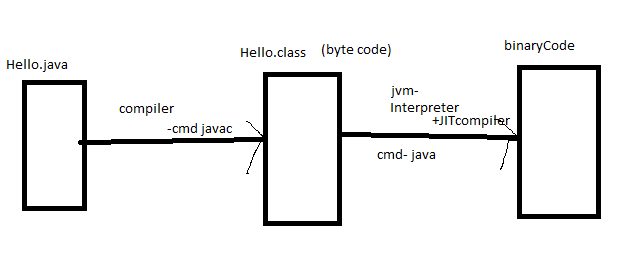 Hello.java
compiler
-cmd javac
Hello.class (byte code)
jvm-
Interpreter
+JITcompiler
cmd- java
binaryCode